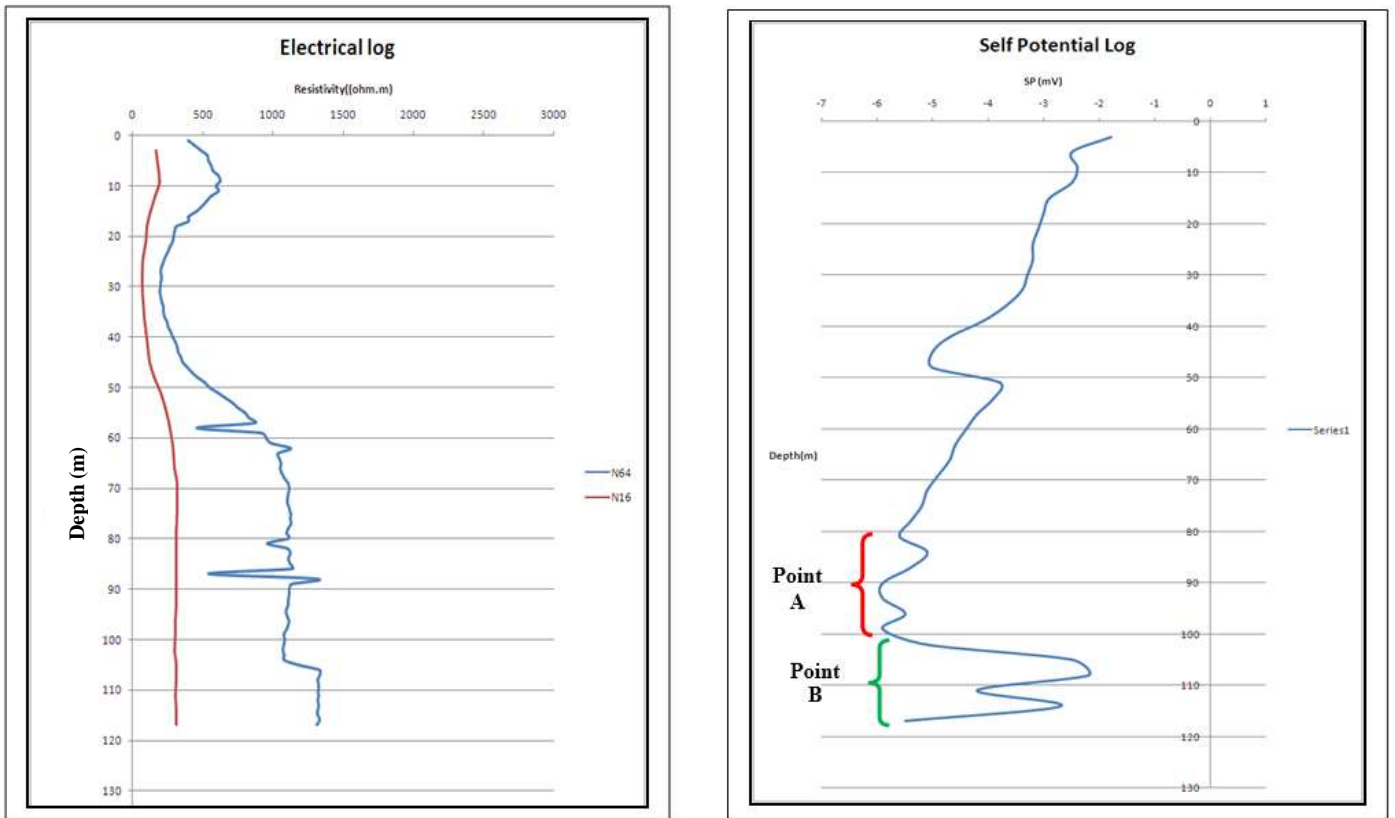 Electrical log
Resistivity((ohm.m)
0 500 1000 1500 2000 2500 3000
0
10
20
30
40
50
60
70
80
90
100
110
120
130
Depth (m)
N64
N16
Self Potential Log
SP (mV)
-7 -6 -5 -4 -3 -2 -1 0 1
0
10
20
30
40
50
60
70
80
90
100
110
120
130
Depth(m)
Series1
Point
A
Point
B